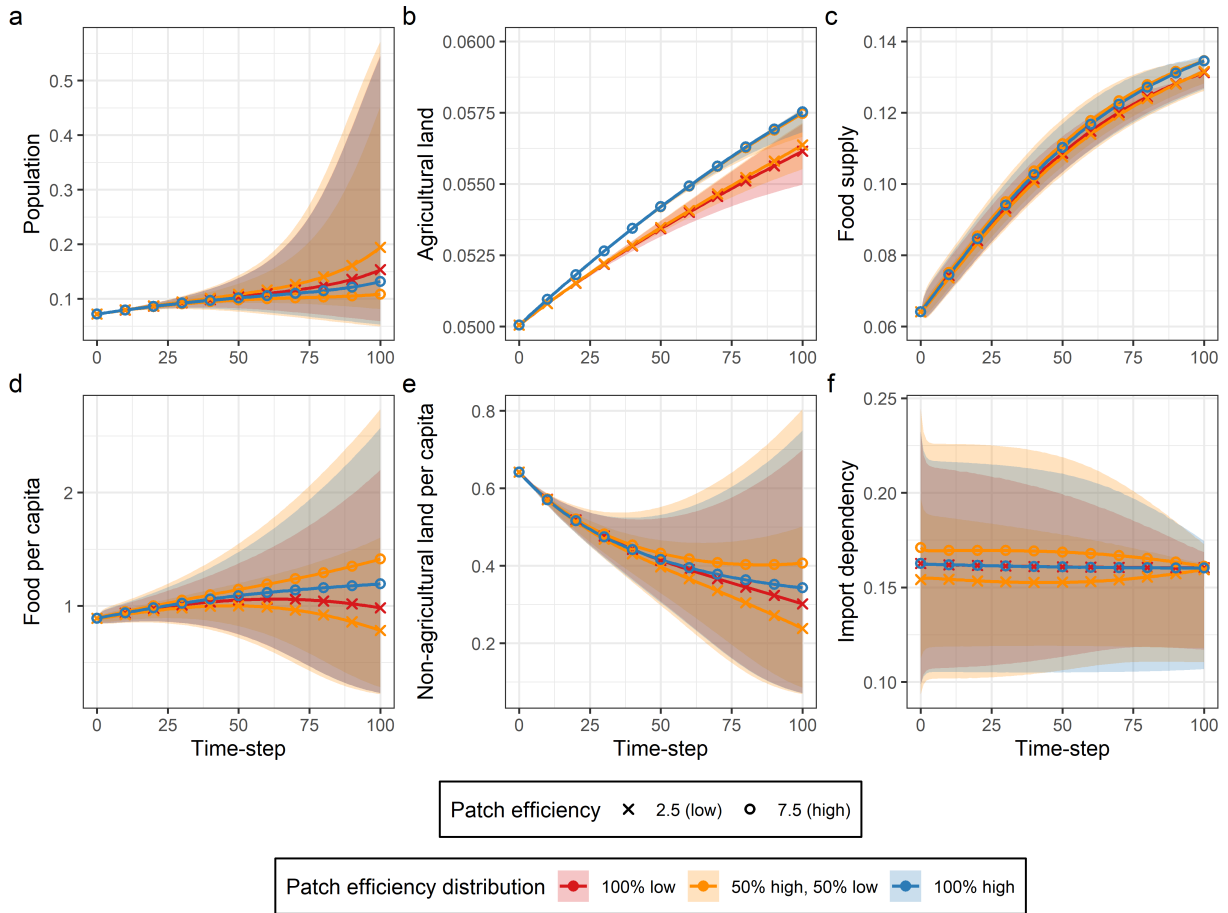 a
b
c
Population
0.5
0.4
0.3
0.2
0.1
0 25 50 75 100
Agricultural land
0.0600
0.0575
0.0550
0.0525
0.0500
0 25 50 75 100
Food supply
0.14
0.12
0.10
0.08
0.06
0 25 50 75 100
d
e
f
Food per capita
2
1
0 25 50 75 100
Time-step
Non-agricultural land per capita
0.8
0.6
0.4
0.2
0 25 50 75 100
Time-step
Import dependency
0.25
0.20
0.15
0.10
0 25 50 75 100
Time-step
Patch efficiency 2.5 (low) 7.5 (high)
Patch efficiency distribution 100% low 50% high, 50% low 100% high